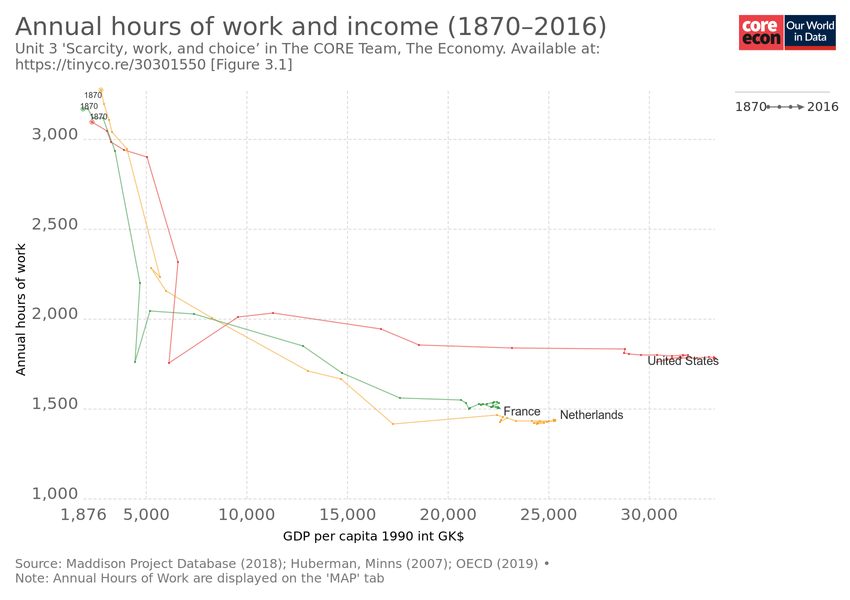 Annual hours of work and income (1870–2016)
Unit 3 'Scarcity, work, and choice’ in The CORE Team, The Economy. Available at:
https://tinyco.re/30301550 [Figure 3.1]
core
econ
Our World
in Data
1870
2016
1870
1870
1870
3,000
2,500
2,000
1,500
1,000
Annual hours of work
United States
France
Netherlands
1,876
5,000
10,000
15,000
20,000
25,000
30,000
GDP per capita 1990 int GK$
Source: Maddison Project Database (2018); Huberman, Minns (2007); OECD (2019) •
Note: Annual Hours of Work are displayed on the 'MAP' tab